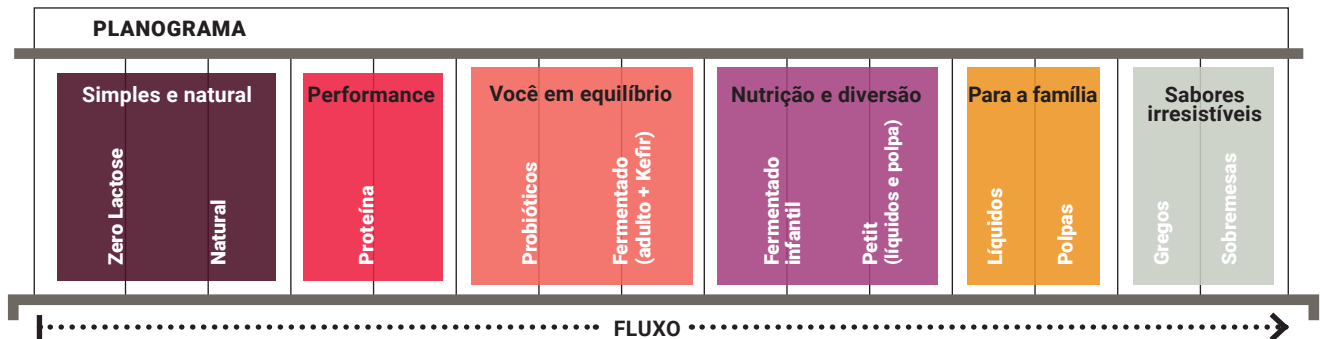 PLANOGRAMA
Simples e natural
Zero Lactose
Natural
Performance
Proteína
Você em equilíbrio
Probióticos
Fermentado
(adulto + Kefir)
Nutrição e diversão
Fermentado
infantil
Petit
(líquidos e polpa)
Para a família
Líquidos
Polpas
Sabores
irresistíveis
Gregos
Sobremesas
FLUXO